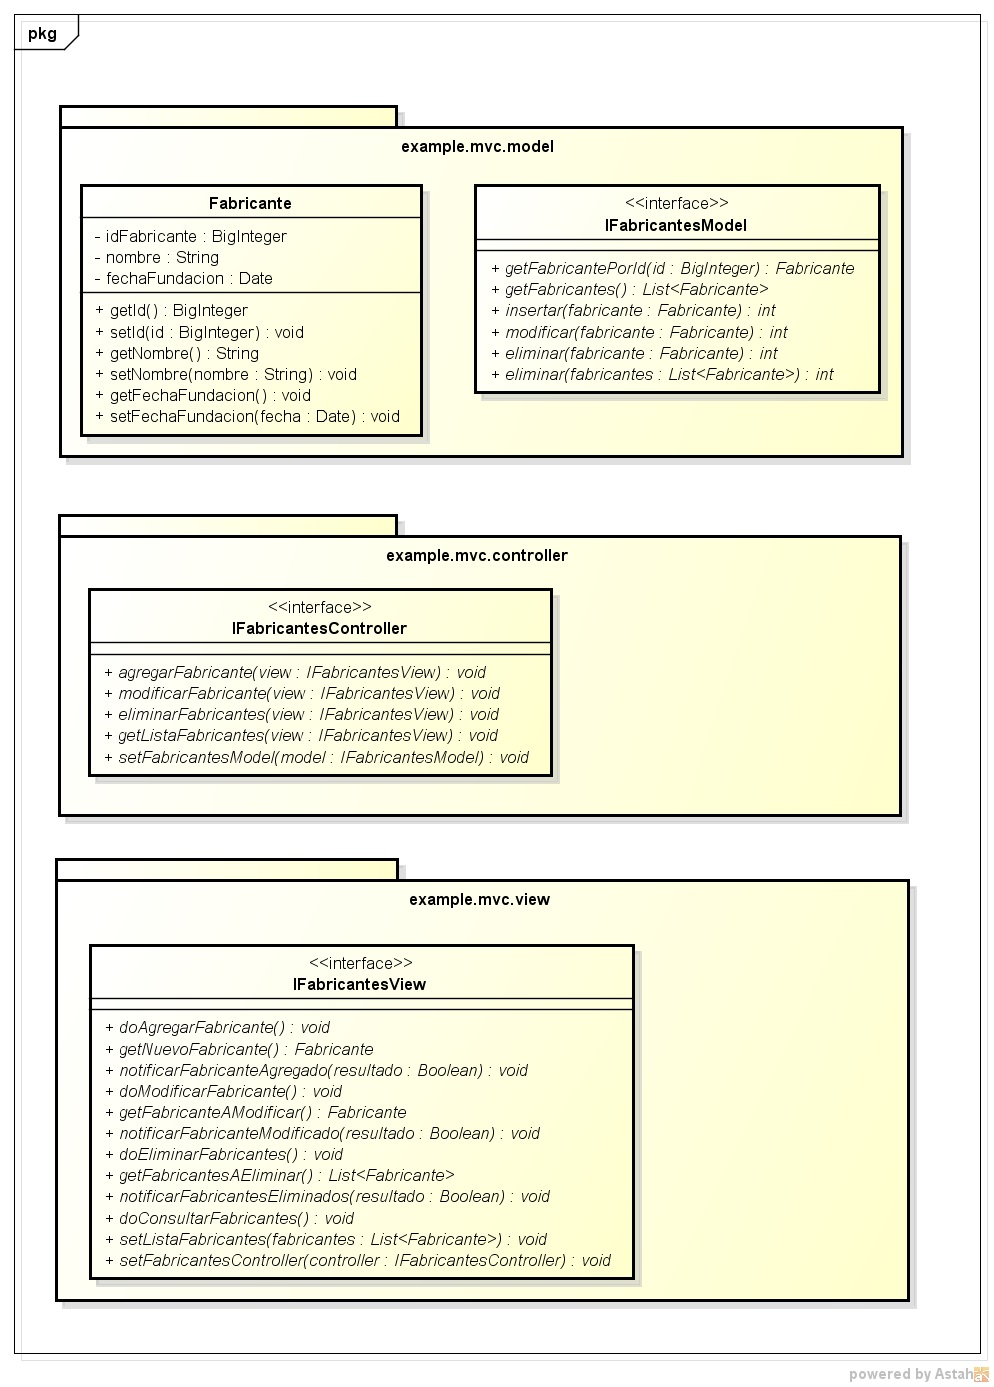 pkg
example.mvc.model
Fabricante
- idFabricante : BigInteger
- nombre : String
- fechaFundacion : Date
+ getId() : BigInteger
+ setId(id : BigInteger) : void
+ getNombre() : String
+ setNombre(nombre : String) : void
+ getFechaFundacion() : void
+ setFechaFundacion(fecha : Date) : void
<<interface>>
IFabricantesModel
+ getFabricantePorId(id : BigInteger) : Fabricante
+ getFabricantes() : List<Fabricante>
+ insertar(fabricante : Fabricante) : int
+ modificar(fabricante : Fabricante) : int
+ eliminar(fabricante : Fabricante) : int
+ eliminar(fabricantes : List<Fabricante>) : int
example.mvc.controller
<<interface>>
IFabricantesController
+ agregarFabricante(view : IFabricantesView) : void
+ modificarFabricante(view : IFabricantesView) : void
+ eliminarFabricantes(view : IFabricantesView) : void
+ getListaFabricantes(view : IFabricantesView) : void
+ setFabricantesModel(model : IFabricantesModel) : void
example.mvc.view
<<interface>>
IFabricantesView
+ doAgregarFabricante() : void
+ getNuevoFabricante() : Fabricante
+ notificarFabricanteAgregado(resultado : Boolean) : void
+ doModificarFabricante() : void
+ getFabricanteAModificar() : Fabricante
+ notificarFabricanteModificado(resultado : Boolean) : void
+ doEliminarFabricantes() : void
+ getFabricantesAEliminar() : List<Fabricante>
+ notificarFabricantesEliminados(resultado : Boolean) : void
+ doConsultarFabricantes() : void
+ setListaFabricantes(fabricantes : List<Fabricante>) : void
+ setFabricantesController(controller : IFabricantesController) : void
powered by Astah